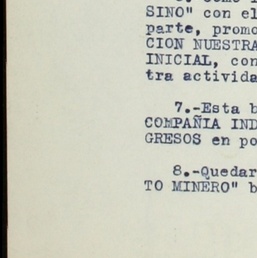 SINO" con el
parte, promo
CION NUESTRA
INICIAL, con
tra activida
7.-Esta b
COMPAÑIA IND
GRESOS en po
8.-Quedar
TO MINERO" b